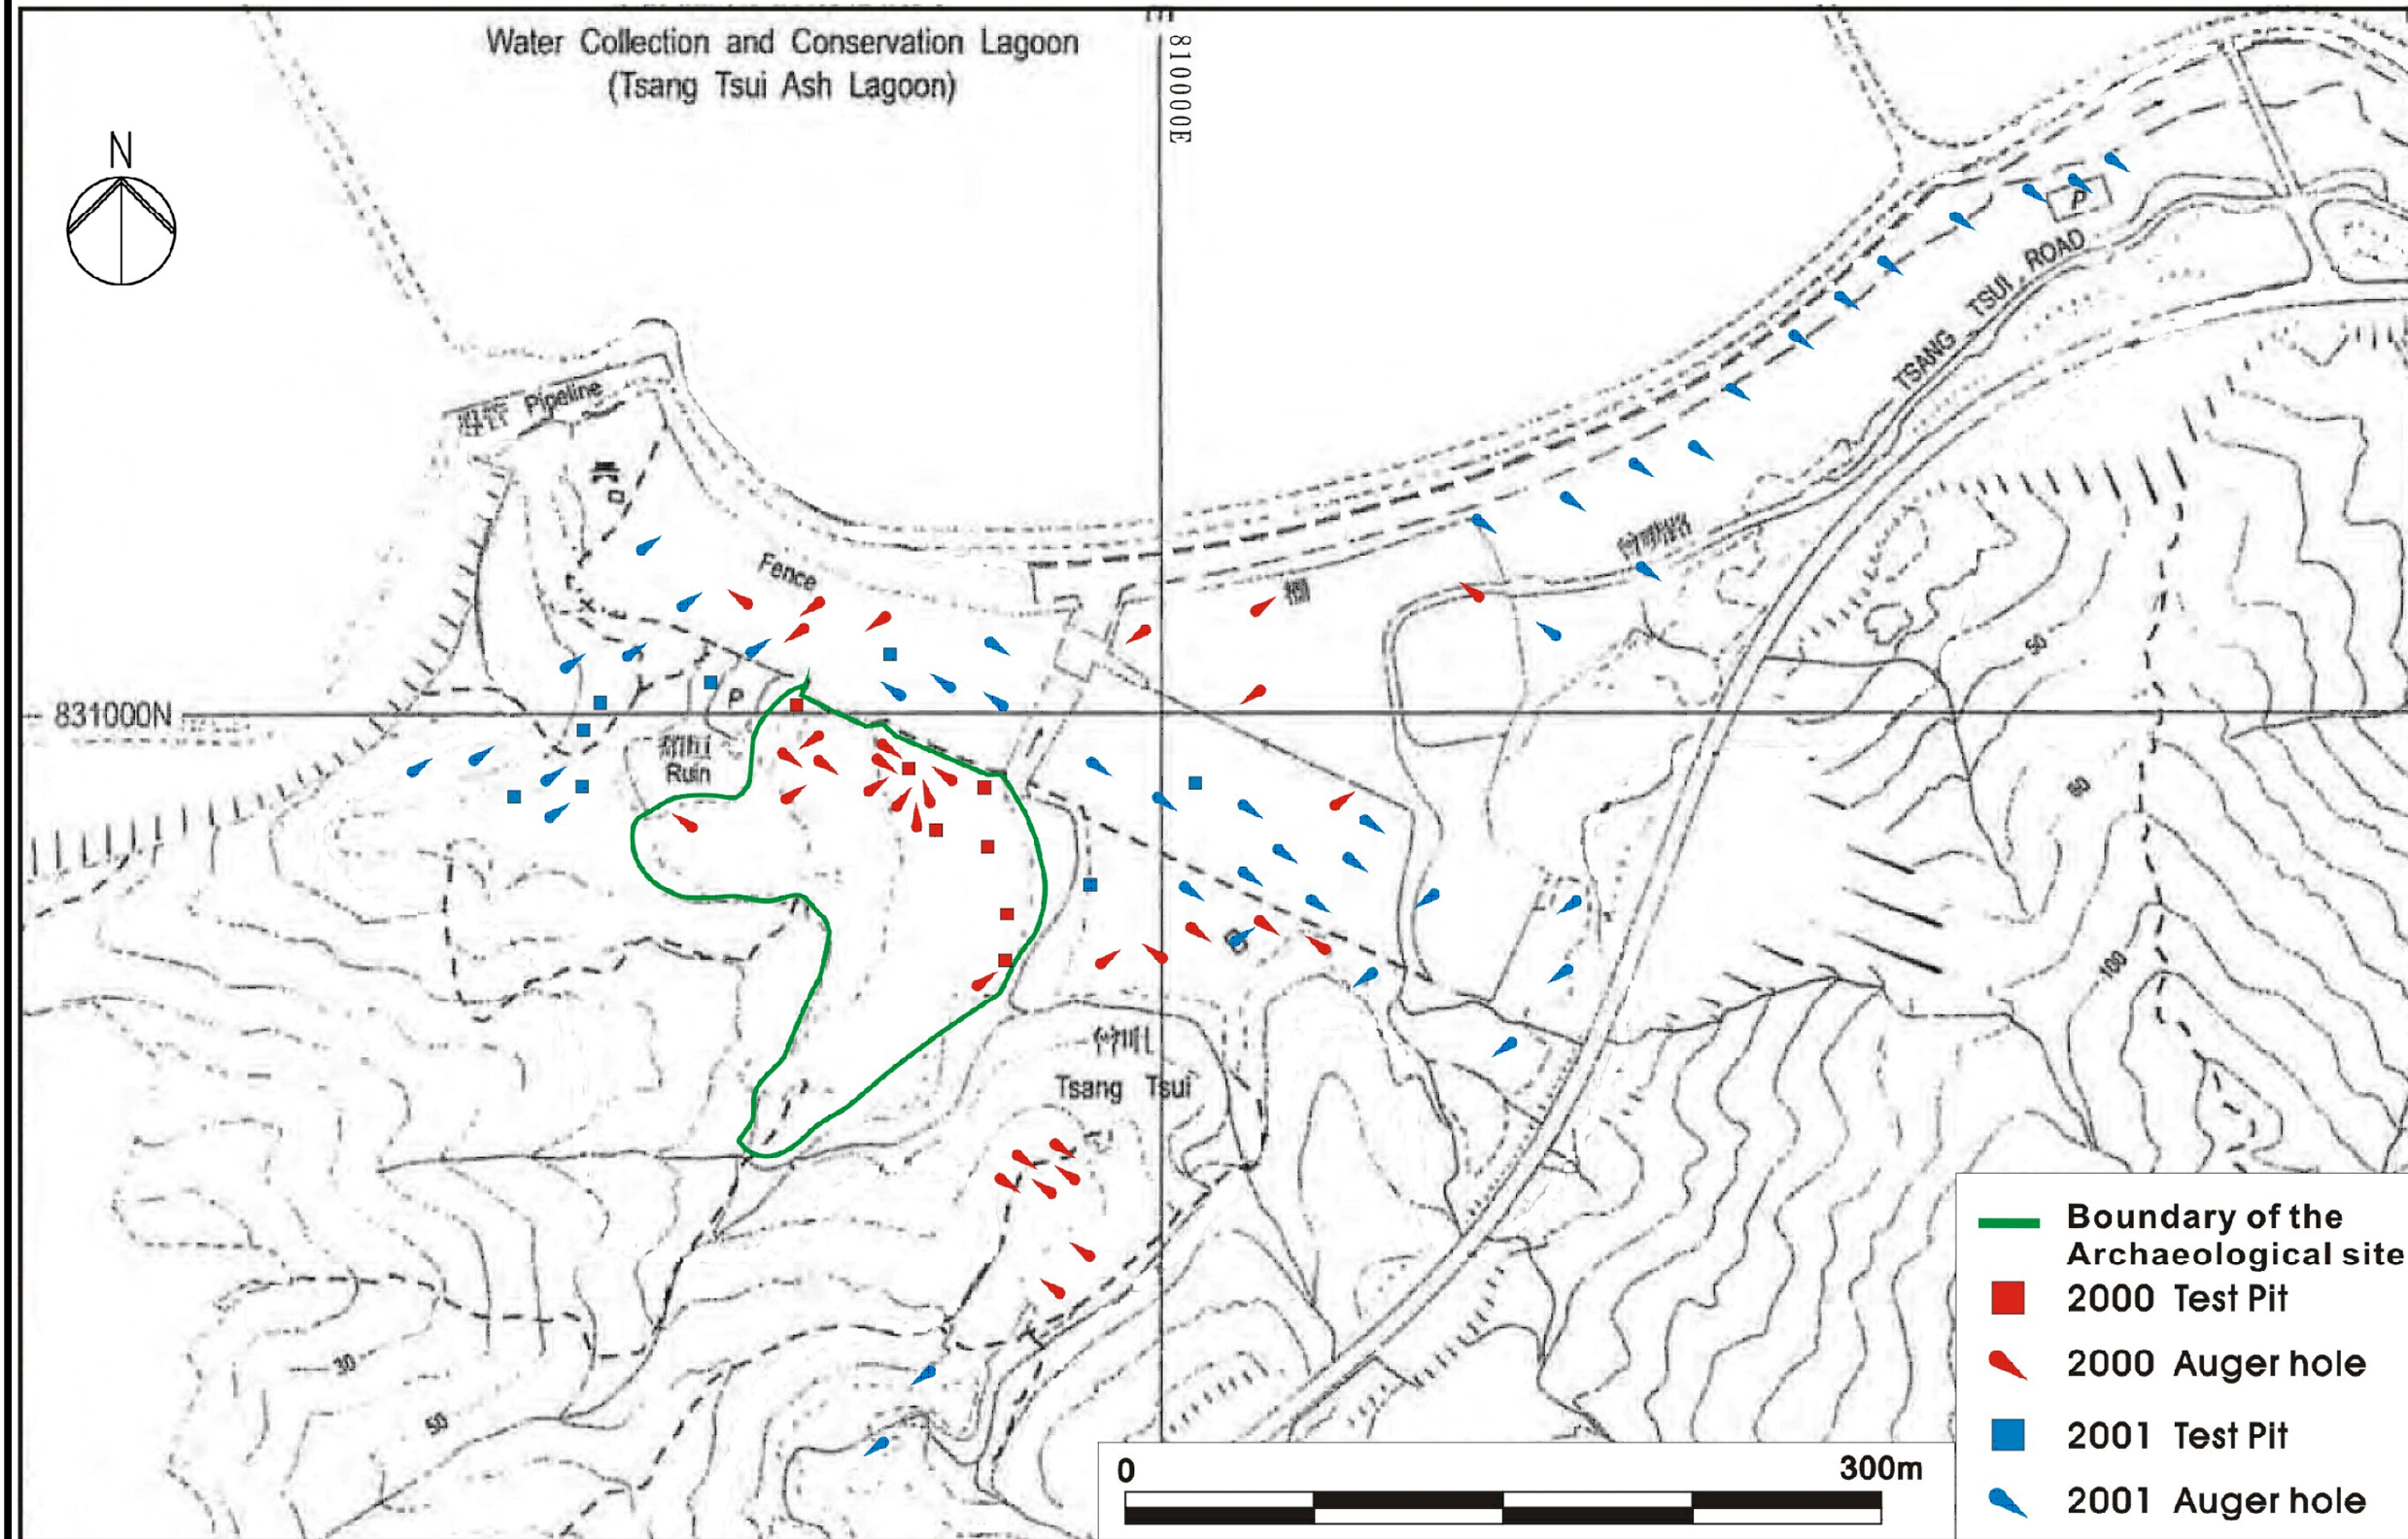 Water Collection and Conservation Lagoon
(Tsang Tsui Ash Lagoon)
810000E
N
P
TSANG TSUI ROAD
Pipeline
Fence
50
831000N
P
Ruin
50
100
Tsang Tsui
30
50
Boundary of the
Archaeological site
2000 Test Pit
2000 Auger hole
2001 Test Pit
2001 Auger hole
0 300m